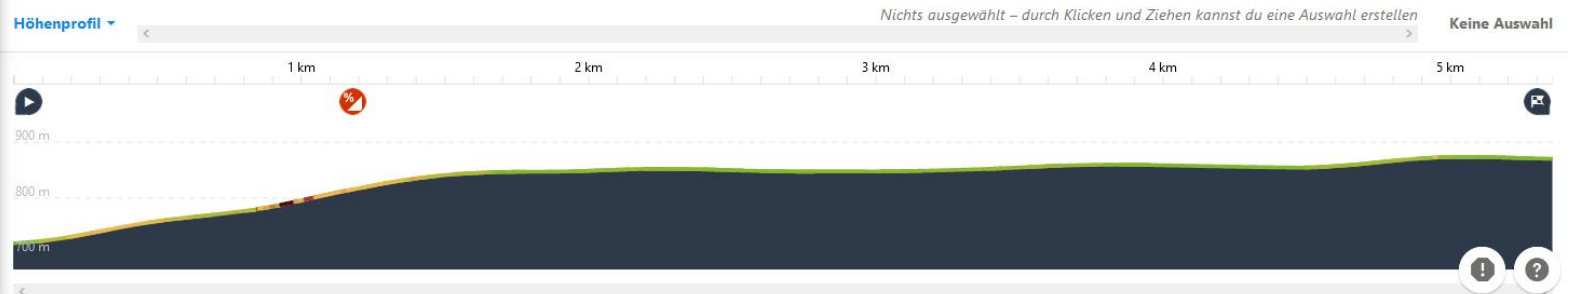 Höhenprofil
Nichts ausgewählt – durch Klicken und Ziehen kannst du eine Auswahl erstellen
Keine Auswahl
1 km
2 km
3 km
4 km
5 km
%
900 m
800 m
700 m
!
?